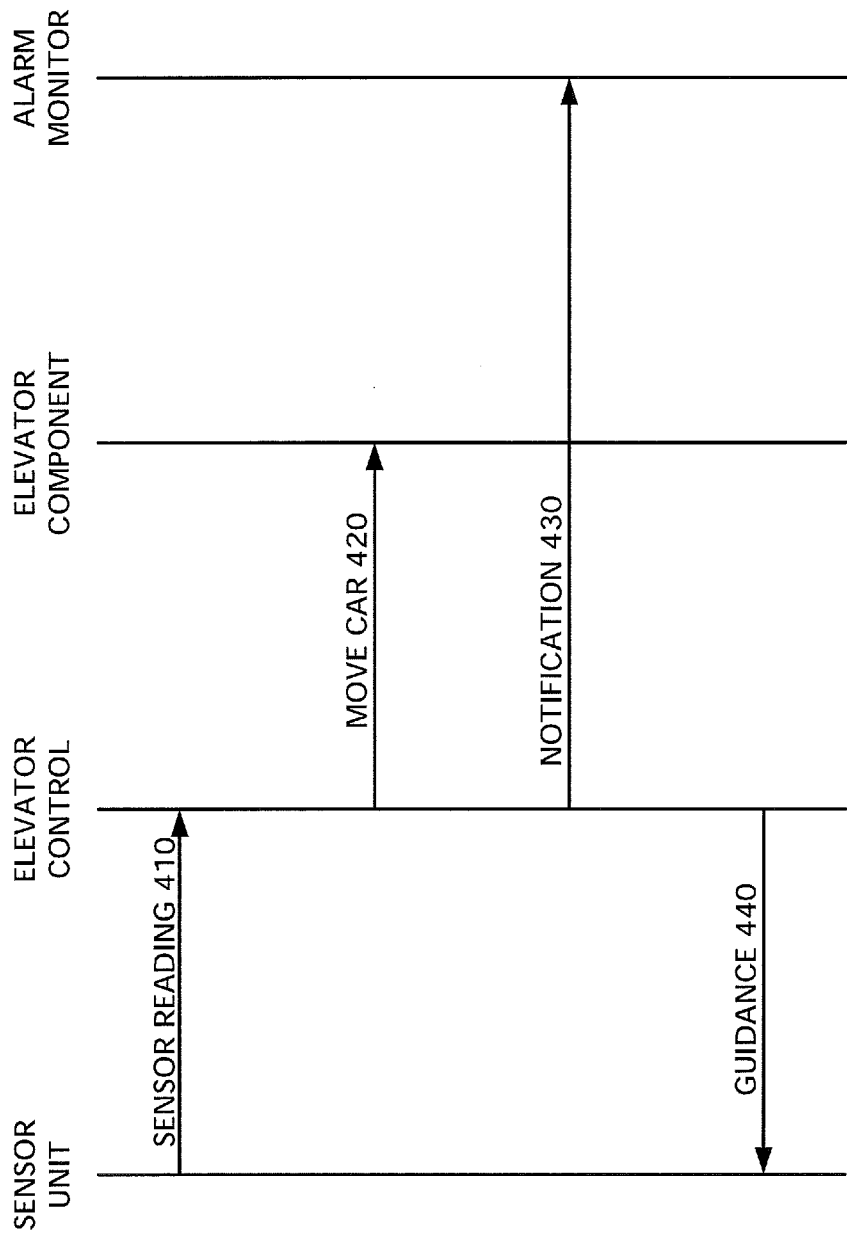 SENSOR
UNIT
ELEVATOR
CONTROL
ELEVATOR
COMPONENT
ALARM
MONITOR
SENSOR READING 410
MOVE CAR 420
NOTIFICATION 430
GUIDANCE 440